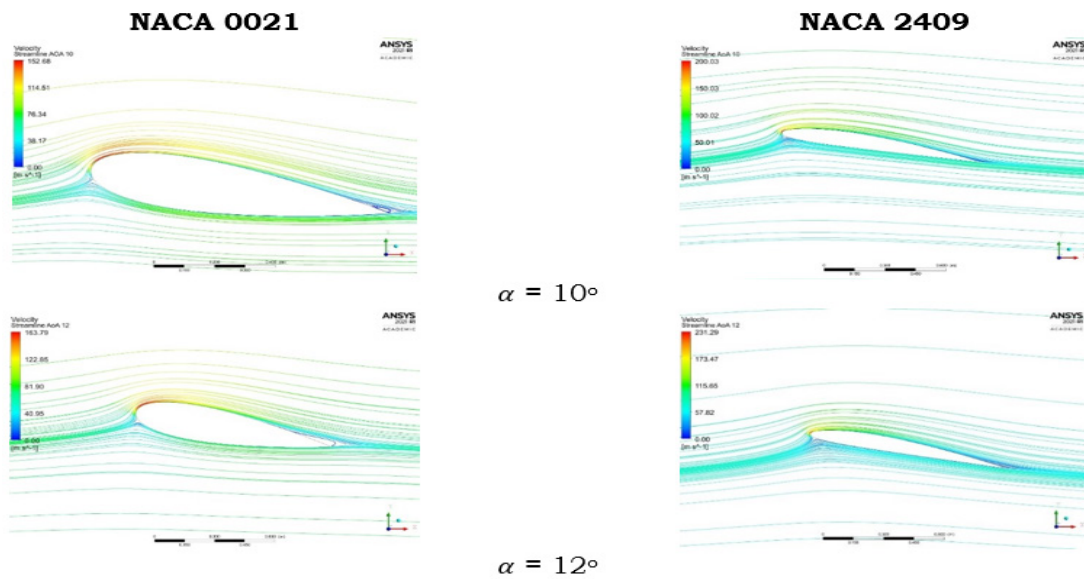 NACA 0021
NACA 2409
Velocity
Streamline AOA 10
152.68
114.51
76.34
38.17
0.00
[m s^-1]
ANSYS
ACADEMIC
Velocity
Streamline AoA 10
200.03
150.03
100.02
50.01
0.00
[m s^-1]
ANSYS
ACADEMIC
α = 10°
Velocity
Streamline AoA 12
163.79
122.85
81.90
40.95
0.00
[m s^-1]
ANSYS
ACADEMIC
Velocity
Streamline AoA 12
231.29
173.47
115.65
57.82
0.00
[m s^-1]
ANSYS
ACADEMIC
α = 12°